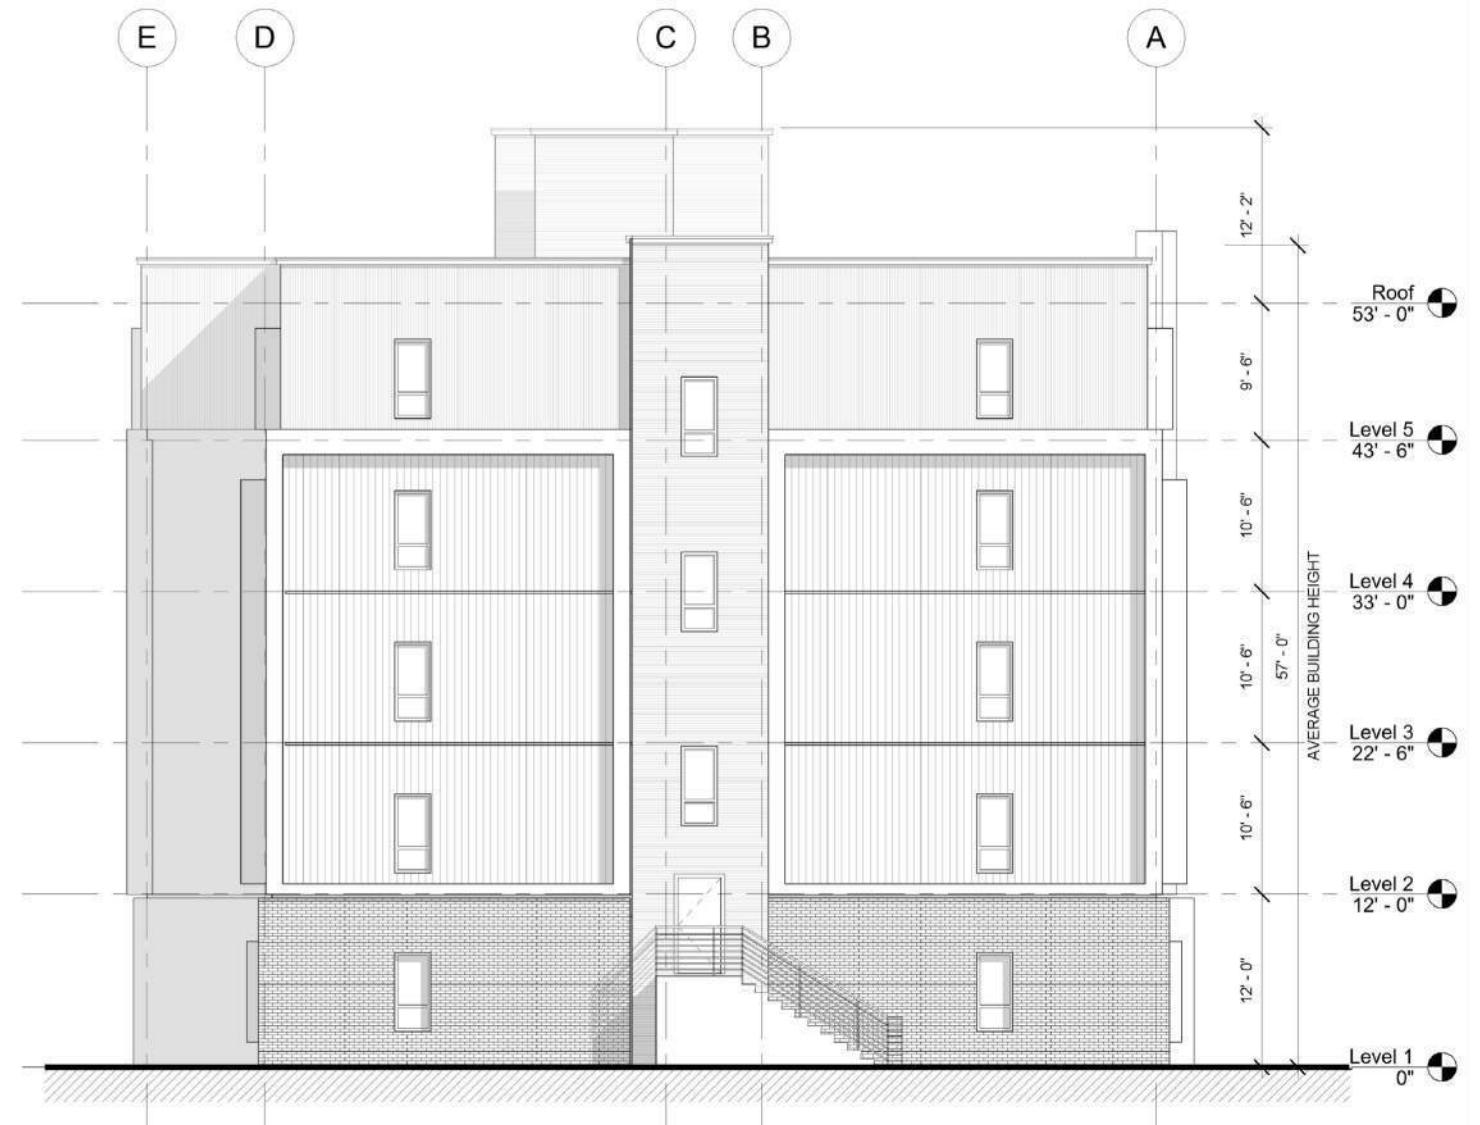 E D C B A
12' - 2"
Roof
53' - 0"
9' - 6"
Level 5
43' - 6"
10' - 6"
Level 4
33' - 0"
10' - 6"
57' - 0"
AVERAGE BUILDING HEIGHT
Level 3
22' - 6"
10' - 6"
Level 2
12' - 0"
12' - 0"
Level 1
0"